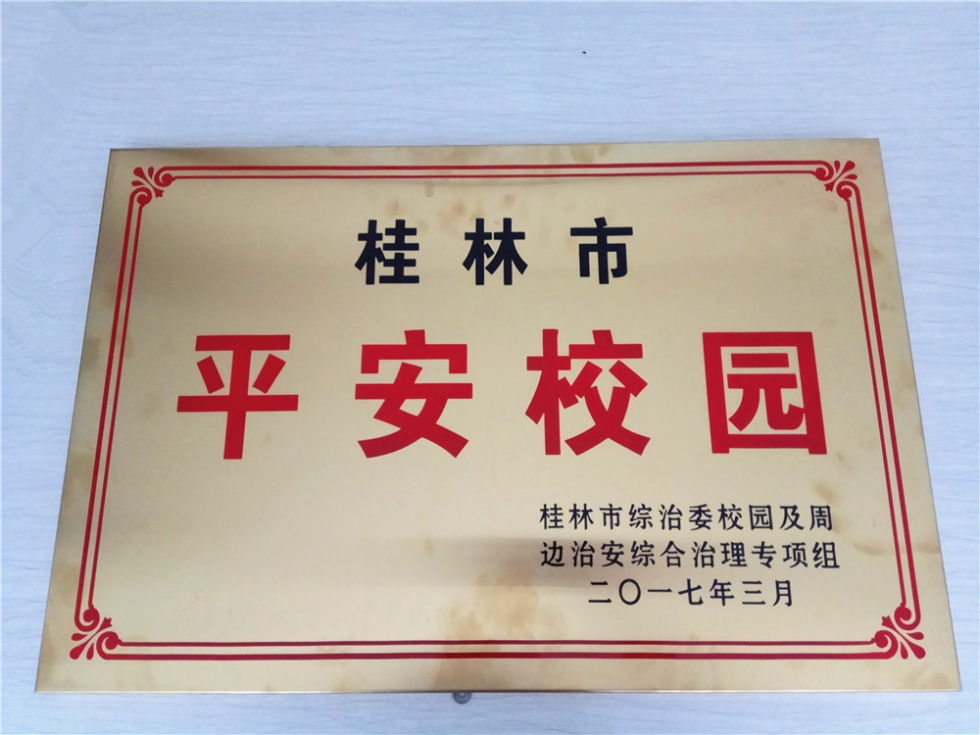 桂林市
平安校园
桂林市综治委校园及周
边治安综合治理专项组
二〇一七年三月